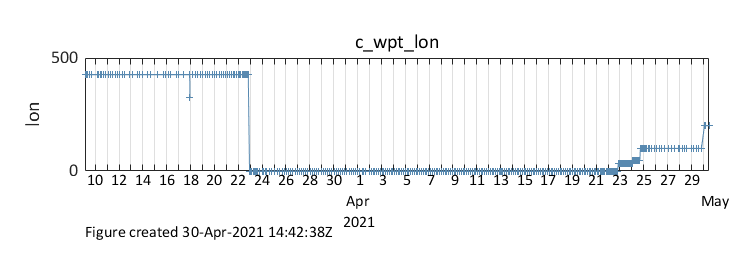 c_wpt_lon
500
lon
0
10 12 14 16 18 20 22 24 26 28 30 1 3 5 7 9 11 13 15 17 19 21 23 25 27 29
Apr May
2021
Figure created 30-Apr-2021 14:42:38Z